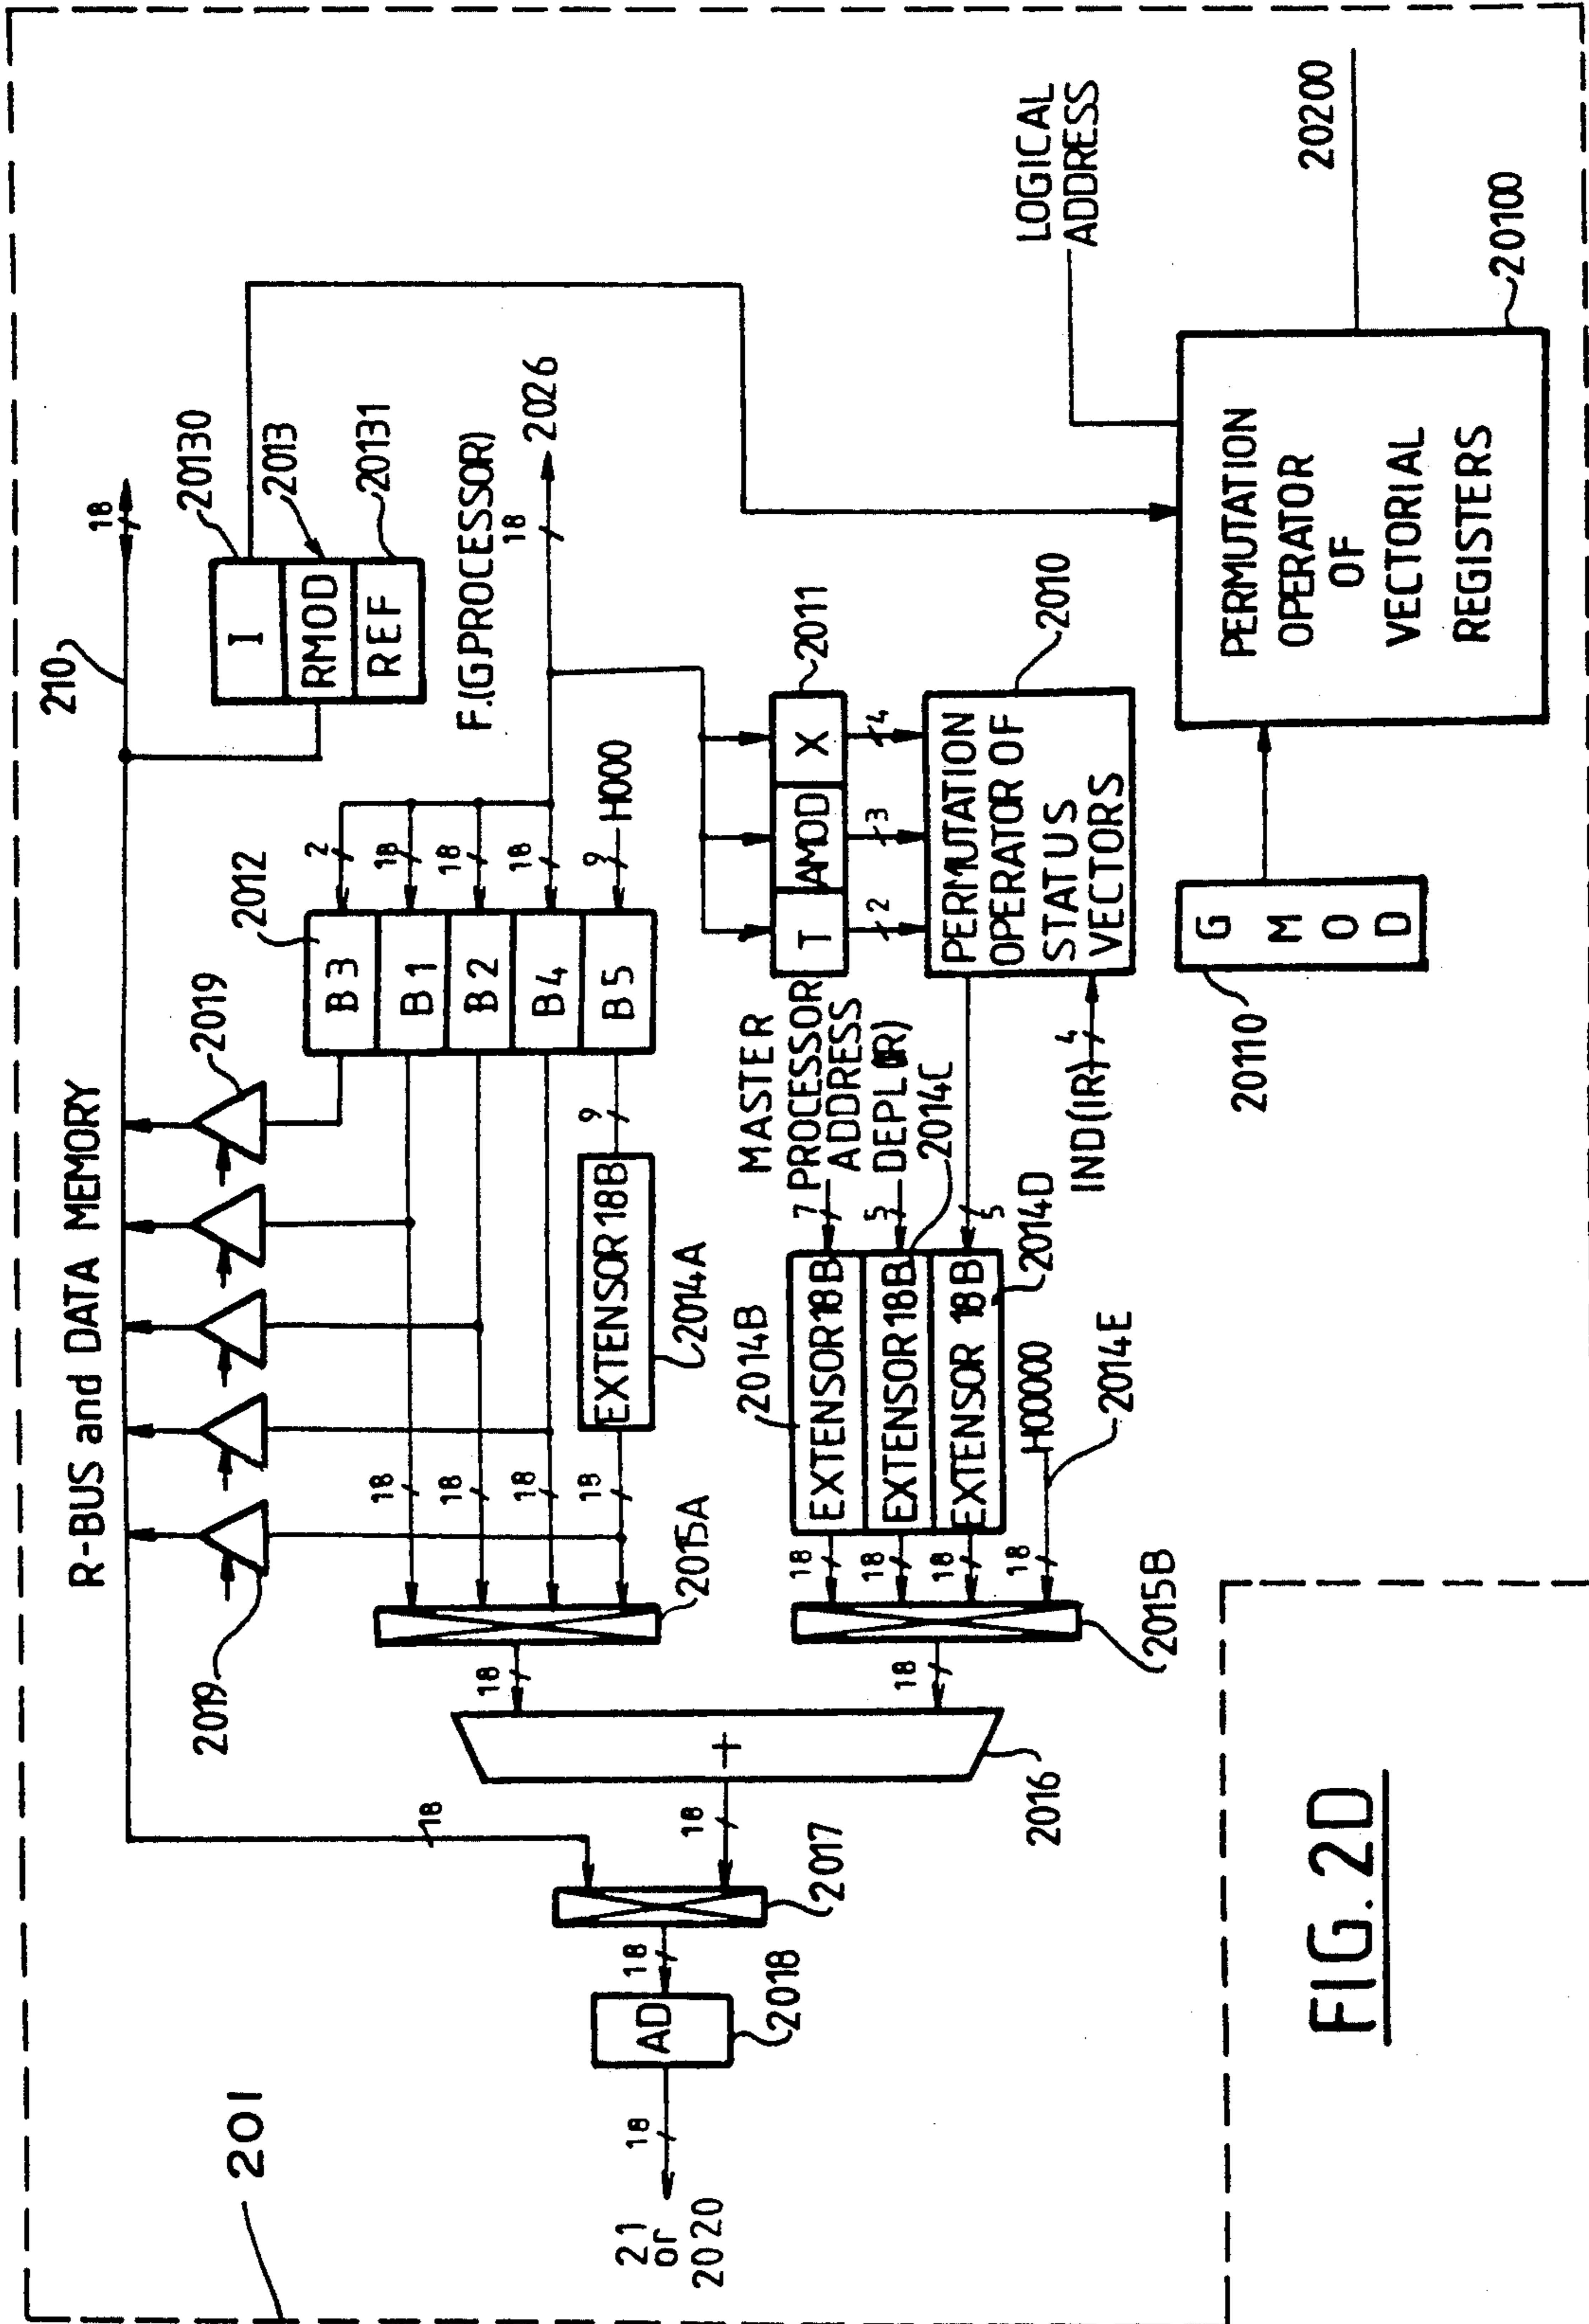 201
R-BUS and DATA MEMORY
210
18
2019
2019
2012
B3
B1
B2
B4
B5
2
18
18
18
9
H000
9
EXTENSOR 18B
2014A
18
18
18
18
2015A
I
RMOD
REF
20130
2013
20131
F.(GPROCESSOR)
18
2026
T
AMOD
X
2011
2
3
4
PERMUTATION
OPERATOR OF
STATUS
VECTORS
2010
IND(IR)
4
MASTER
PROCESSOR
ADDRESS
7
5
DEPL(IR)
5
2014B
EXTENSOR 18B
EXTENSOR 18B
EXTENSOR 18B
2014C
2014D
H00000
2014E
18
18
18
18
2015B
18
18
+
2016
18
18
2017
18
AD
2018
18
21
or
2020
G
M
O
D
20110
PERMUTATION
OPERATOR
OF
VECTORIAL
REGISTERS
20100
20200
LOGICAL
ADDRESS
FIG. 2D